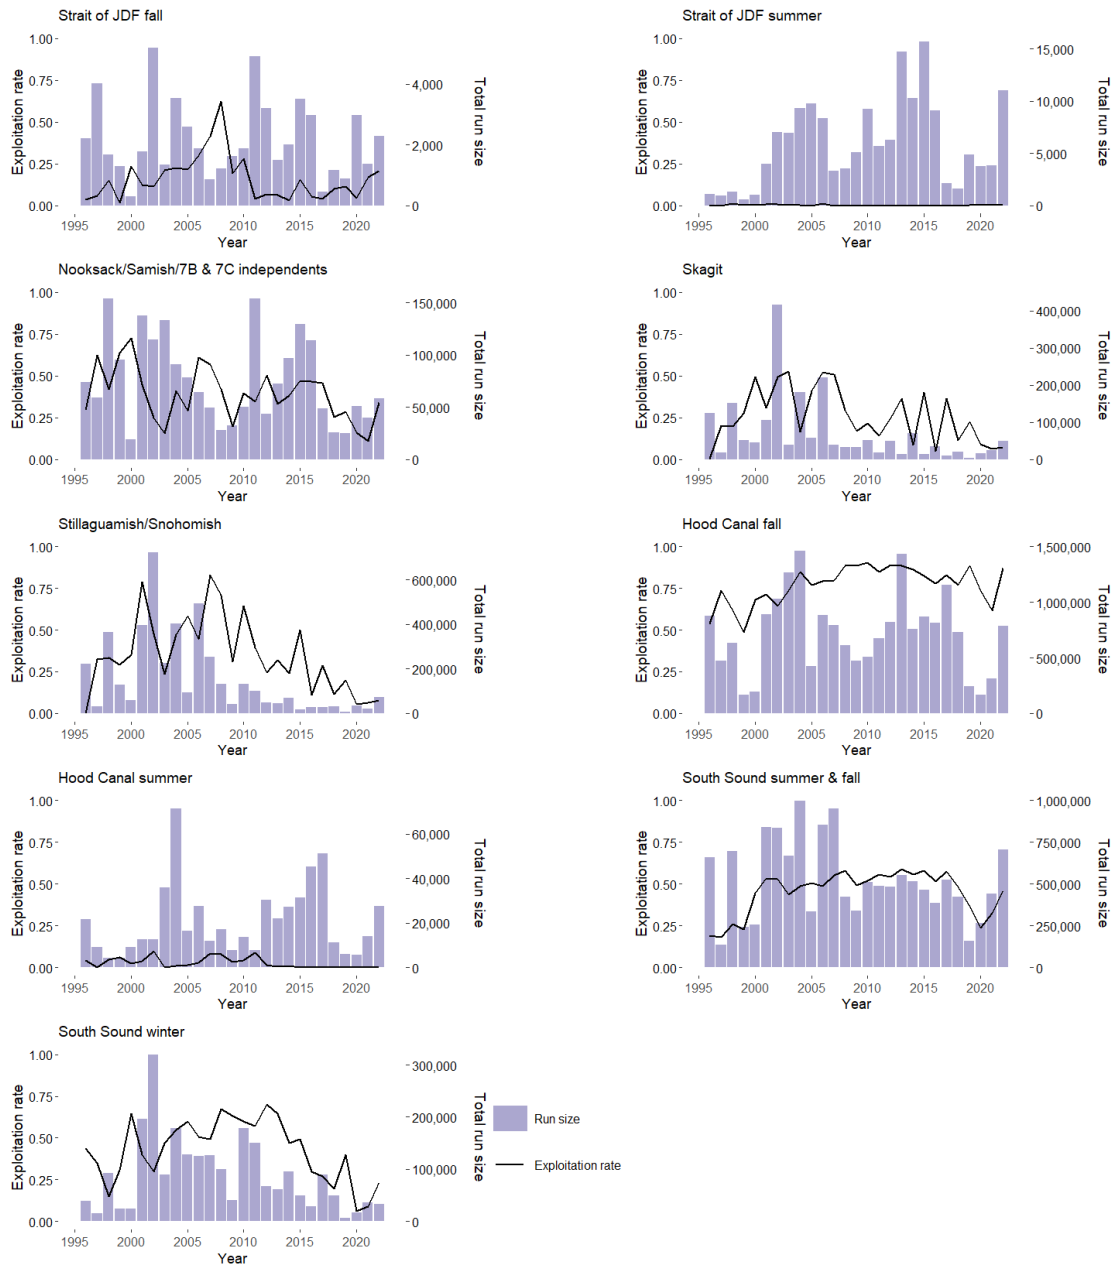 Strait of JDF fall
1.00
0.75
0.50
0.25
0.00
Exploitation rate
4,000
2,000
0
Total run size
1995 2000 2005 2010 2015 2020
Year
Strait of JDF summer
1.00
0.75
0.50
0.25
0.00
Exploitation rate
15,000
10,000
5,000
0
Total run size
1995 2000 2005 2010 2015 2020
Year
Nooksack/Samish/7B & 7C independents
1.00
0.75
0.50
0.25
0.00
Exploitation rate
150,000
100,000
50,000
0
Total run size
1995 2000 2005 2010 2015 2020
Year
Skagit
1.00
0.75
0.50
0.25
0.00
Exploitation rate
400,000
300,000
200,000
100,000
0
Total run size
1995 2000 2005 2010 2015 2020
Year
Stillaguamish/Snohomish
1.00
0.75
0.50
0.25
0.00
Exploitation rate
600,000
400,000
200,000
0
Total run size
1995 2000 2005 2010 2015 2020
Year
Hood Canal fall
1.00
0.75
0.50
0.25
0.00
Exploitation rate
1,500,000
1,000,000
500,000
0
Total run size
1995 2000 2005 2010 2015 2020
Year
Hood Canal summer
1.00
0.75
0.50
0.25
0.00
Exploitation rate
60,000
40,000
20,000
0
Total run size
1995 2000 2005 2010 2015 2020
Year
South Sound summer & fall
1.00
0.75
0.50
0.25
0.00
Exploitation rate
1,000,000
750,000
500,000
250,000
0
Total run size
1995 2000 2005 2010 2015 2020
Year
South Sound winter
1.00
0.75
0.50
0.25
0.00
Exploitation rate
300,000
200,000
100,000
0
Total run size
1995 2000 2005 2010 2015 2020
Year
Run size
Exploitation rate